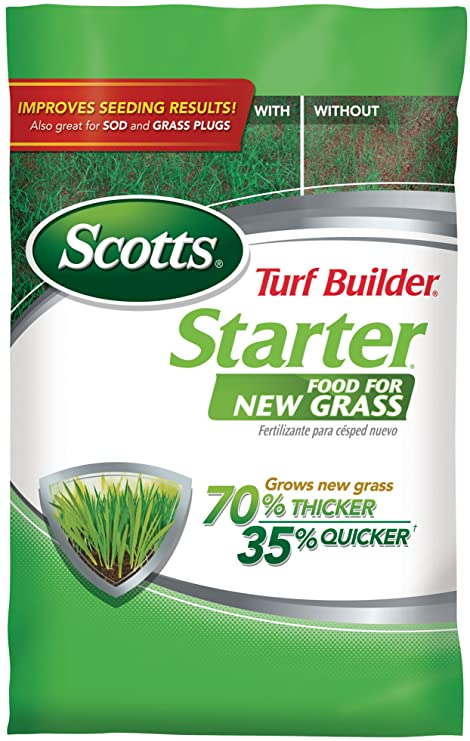 IMPROVES SEEDING RESULTS!
Also great for SOD and GRASS PLUGS
WITH
WITHOUT
Scotts®
Turf Builder®
Starter®
FOOD FOR
NEW GRASS
Fertilizante para césped nuevo
Grows new grass
70% THICKER
35% QUICKER†